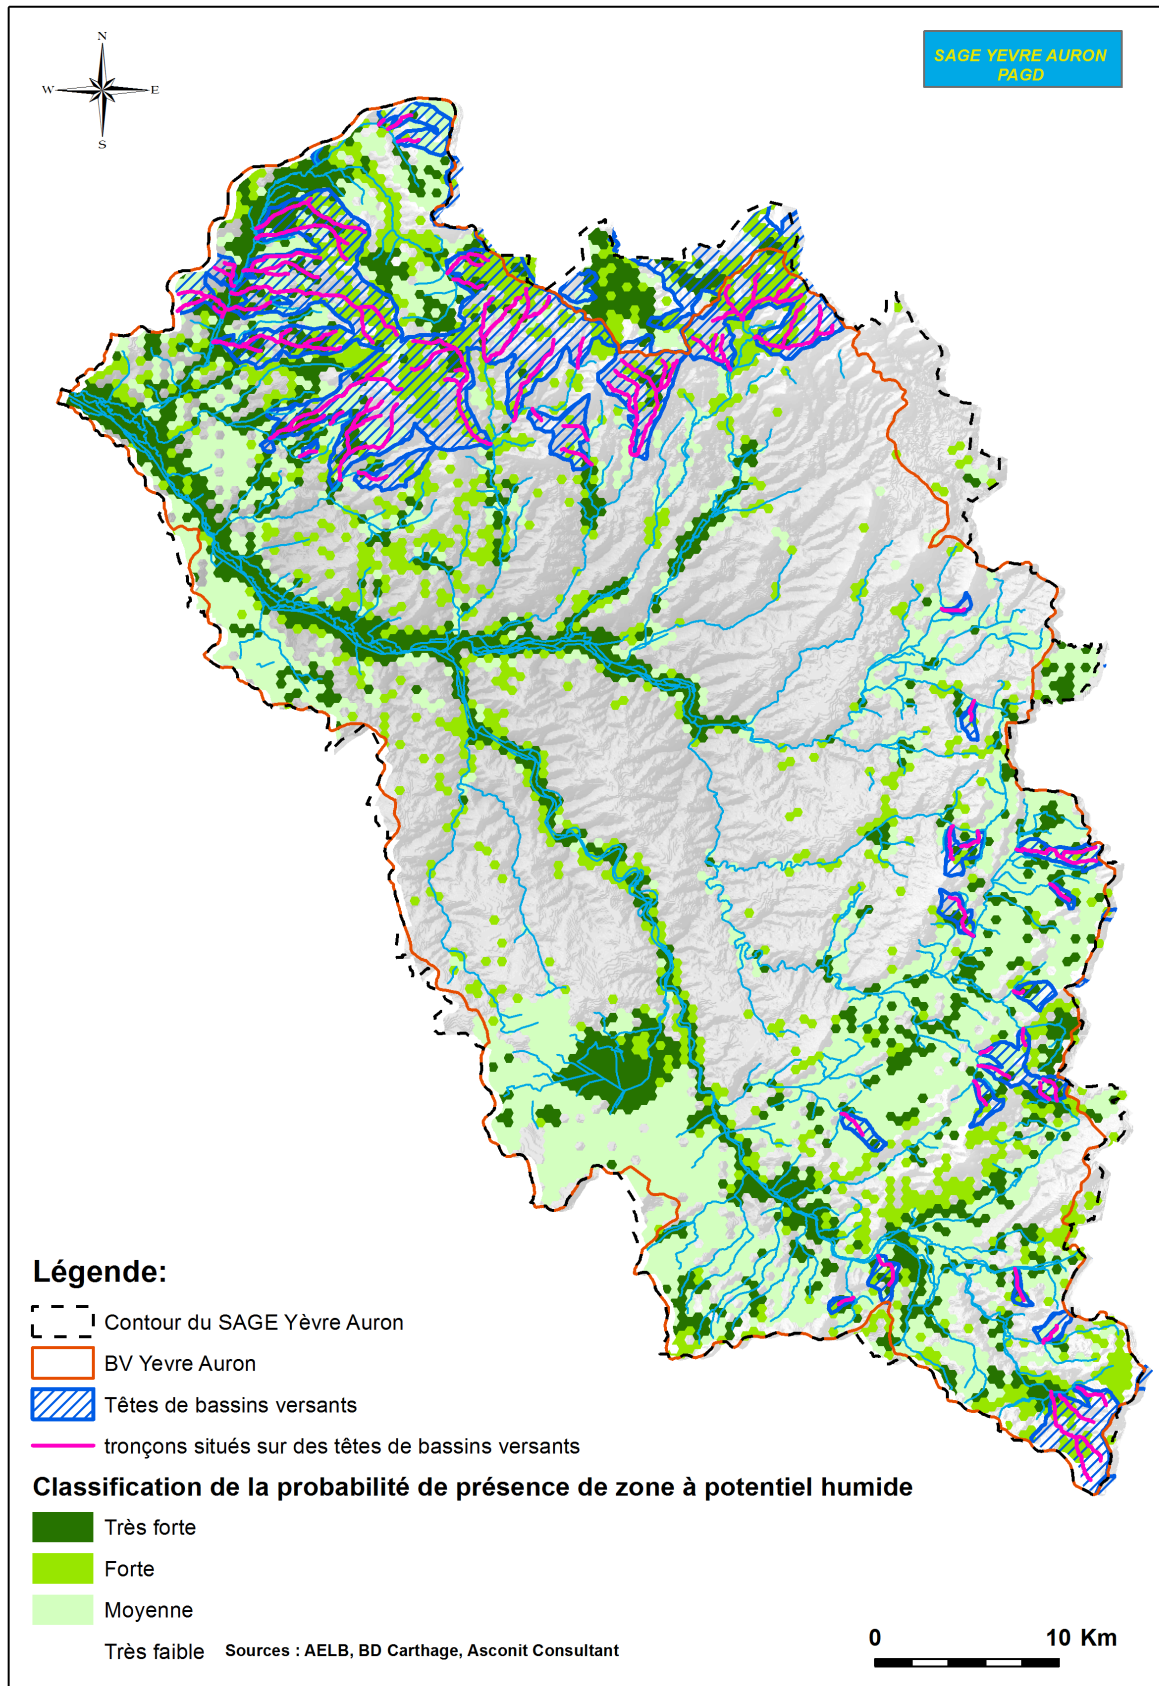 N
W
E
S
SAGE YEVRE AURON
PAGD
Légende:
Contour du SAGE Yèvre Auron
BV Yevre Auron
Têtes de bassins versants
tronçons situés sur des têtes de bassins versants
Classification de la probabilité de présence de zone à potentiel humide
Très forte
Forte
Moyenne
Très faible
Sources : AELB, BD Carthage, Asconit Consultant
0 10 Km